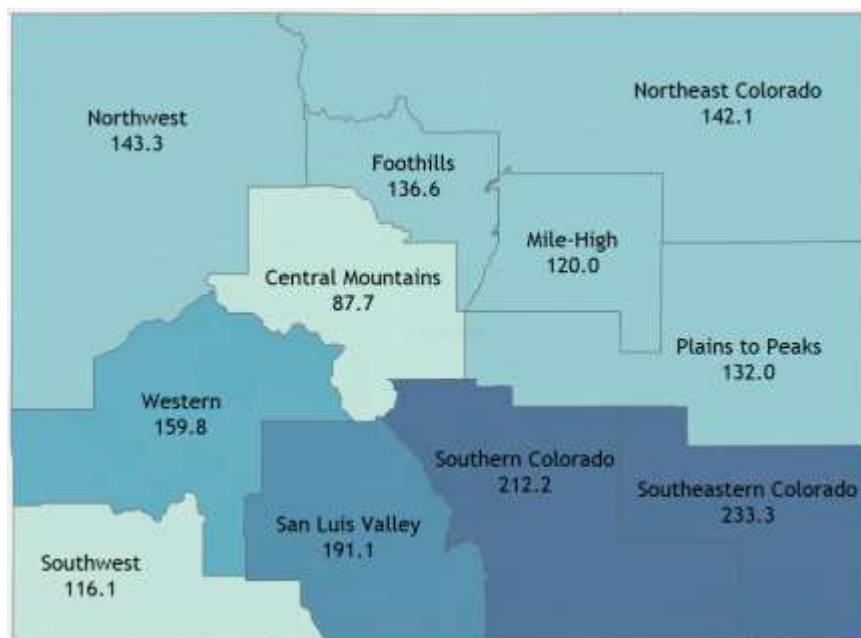 Northeast Colorado
142.1
Northwest
143.3
Foothills
136.6
Mile-High
120.0
Central Mountains
87.7
Plains to Peaks
132.0
Western
159.8
Southern Colorado
212.2
Southeastern Colorado
233.3
San Luis Valley
191.1
Southwest
116.1